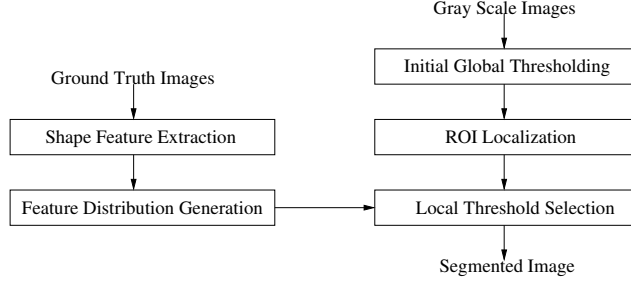 Gray Scale Images
Initial Global Thresholding
Ground Truth Images
Shape Feature Extraction
ROI Localization
Feature Distribution Generation
Local Threshold Selection
Segmented Image